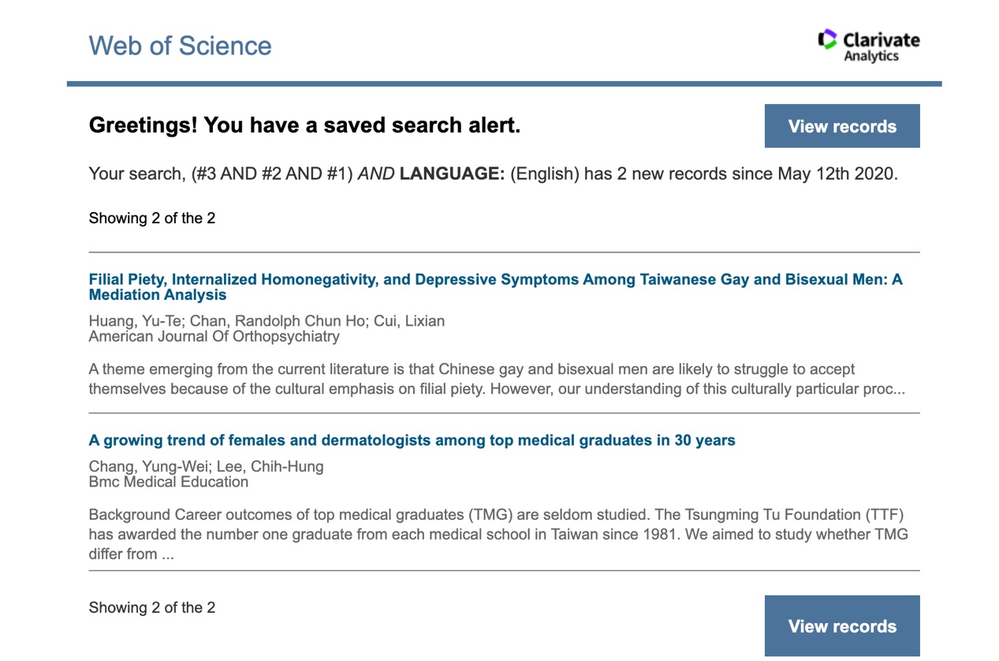 Web of Science
Clarivate
Analytics
Greetings! You have a saved search alert.
View records
Your search, (#3 AND #2 AND #1) AND LANGUAGE: (English) has 2 new records since May 12th 2020.
Showing 2 of the 2
Filial Piety, Internalized Homonegativity, and Depressive Symptoms Among Taiwanese Gay and Bisexual Men: A
Mediation Analysis
Huang, Yu-Te; Chan, Randolph Chun Ho; Cui, Lixian
American Journal Of Orthopsychiatry
A theme emerging from the current literature is that Chinese gay and bisexual men are likely to struggle to accept
themselves because of the cultural emphasis on filial piety. However, our understanding of this culturally particular proc...
A growing trend of females and dermatologists among top medical graduates in 30 years
Chang, Yung-Wei; Lee, Chih-Hung
Bmc Medical Education
Background Career outcomes of top medical graduates (TMG) are seldom studied. The Tsungming Tu Foundation (TTF)
has awarded the number one graduate from each medical school in Taiwan since 1981. We aimed to study whether TMG
differ from ...
Showing 2 of the 2
View records